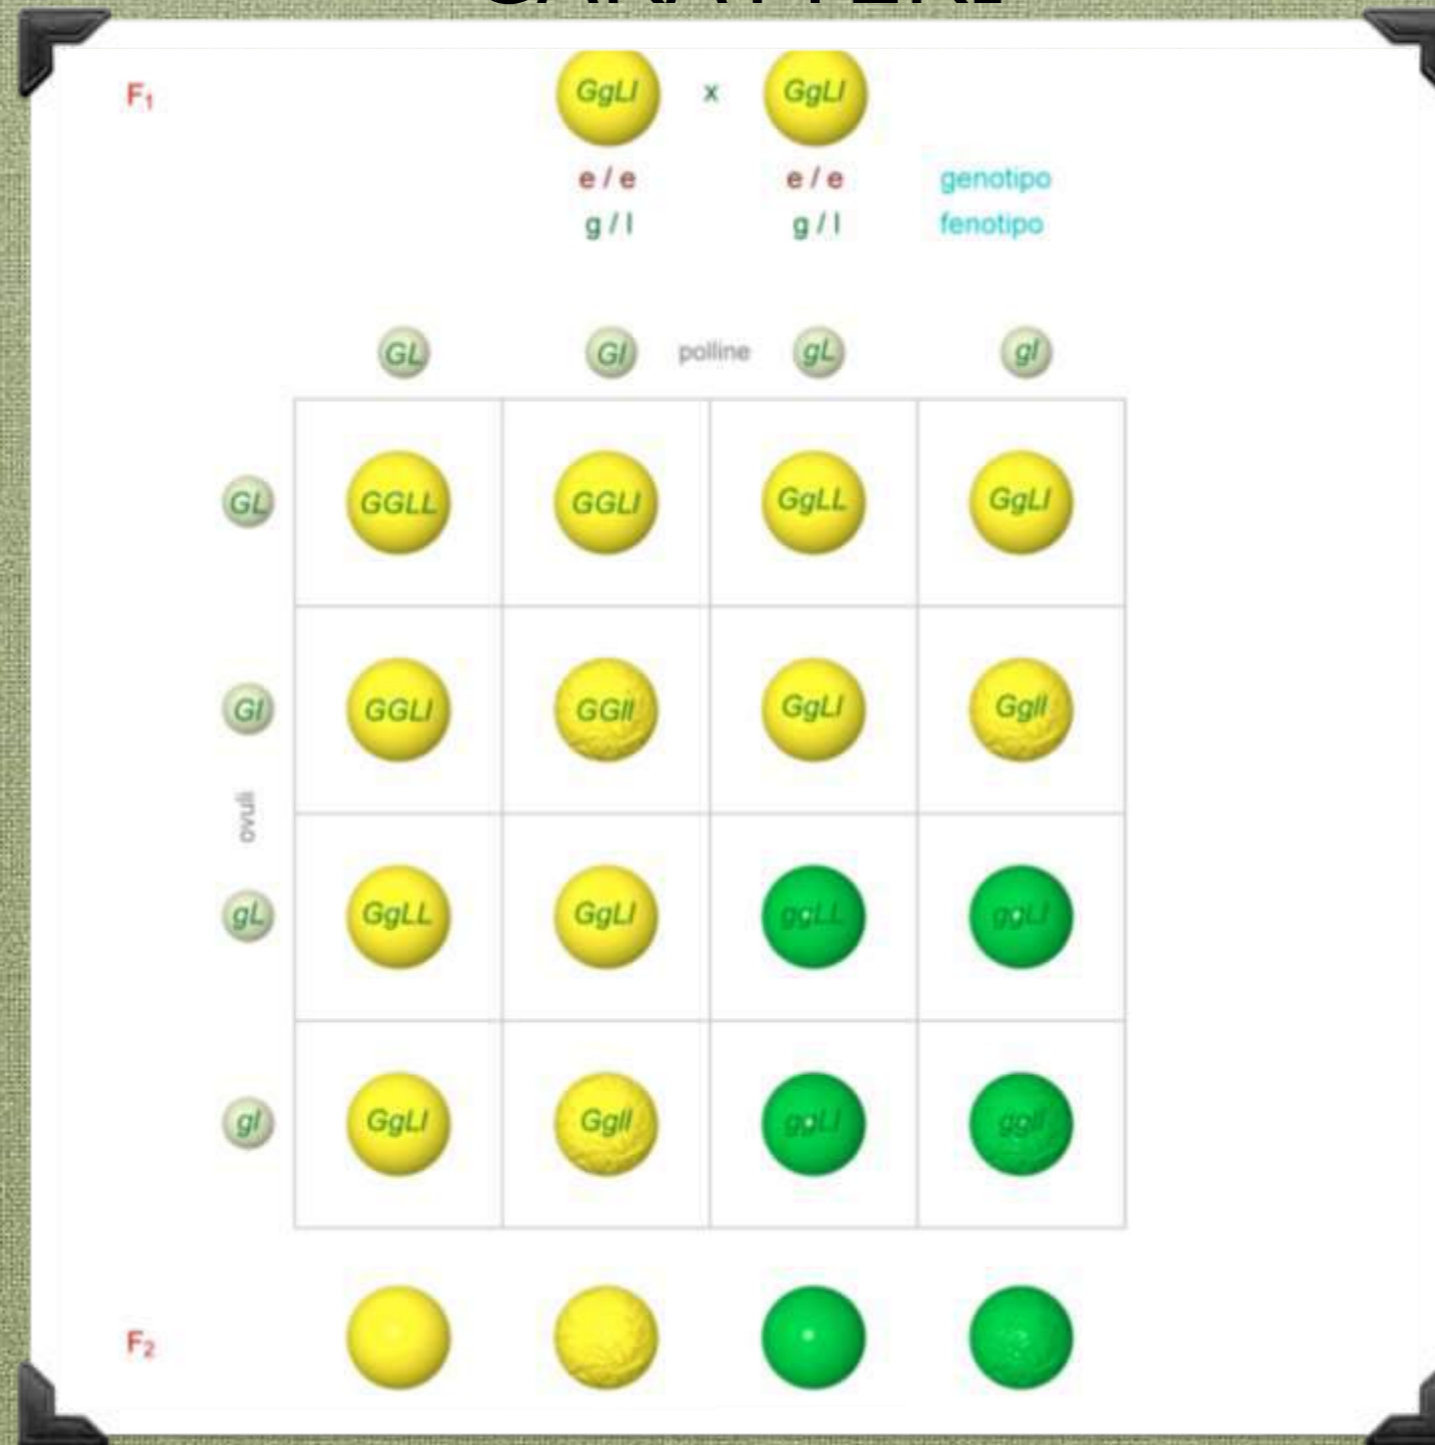 CARATTERI
F₁ GgLl x GgLl
e / e e / e genotipo
g / l g / l fenotipo
GL Gl polline gL gl
GL GGLL GGLl GgLL GgLl
Gl GGLl GGll GgLl Ggll
ovuli
gL GgLL GgLl ggLL ggLl
gl GgLl Ggll ggLl ggll
F₂